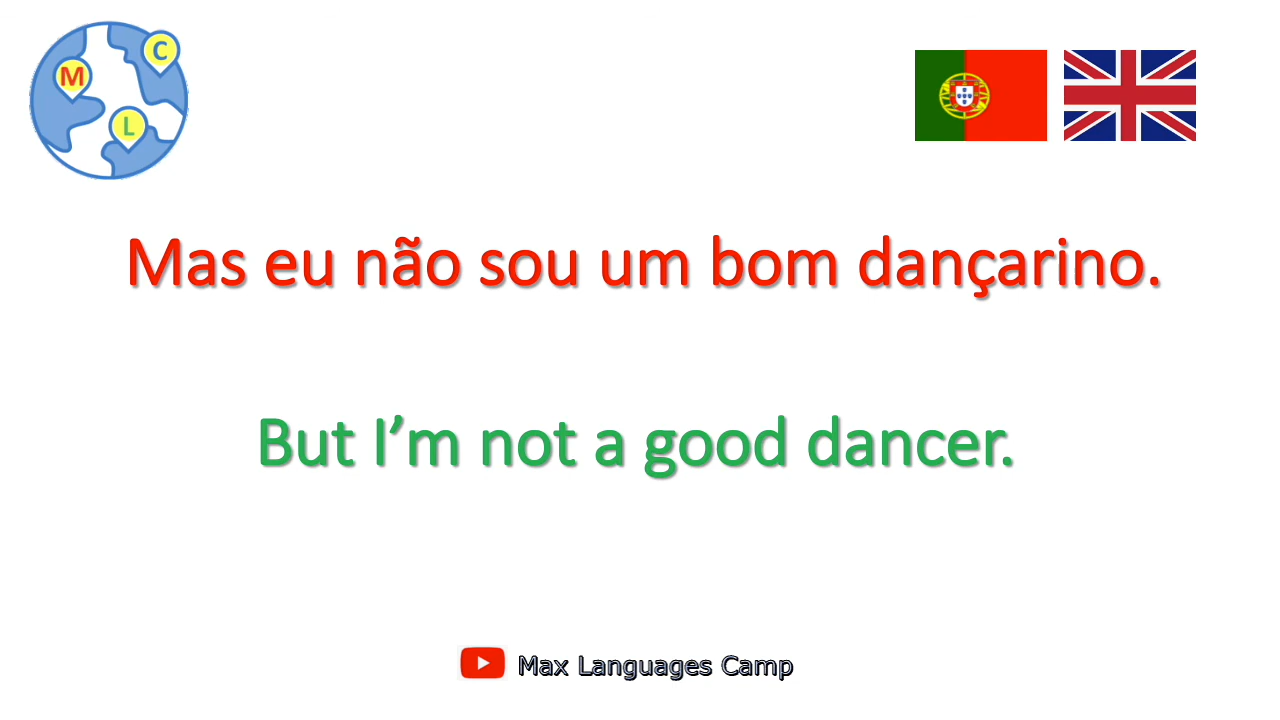 M
C
L
Mas eu não sou um bom dançarino.
But I’m not a good dancer.
Max Languages Camp